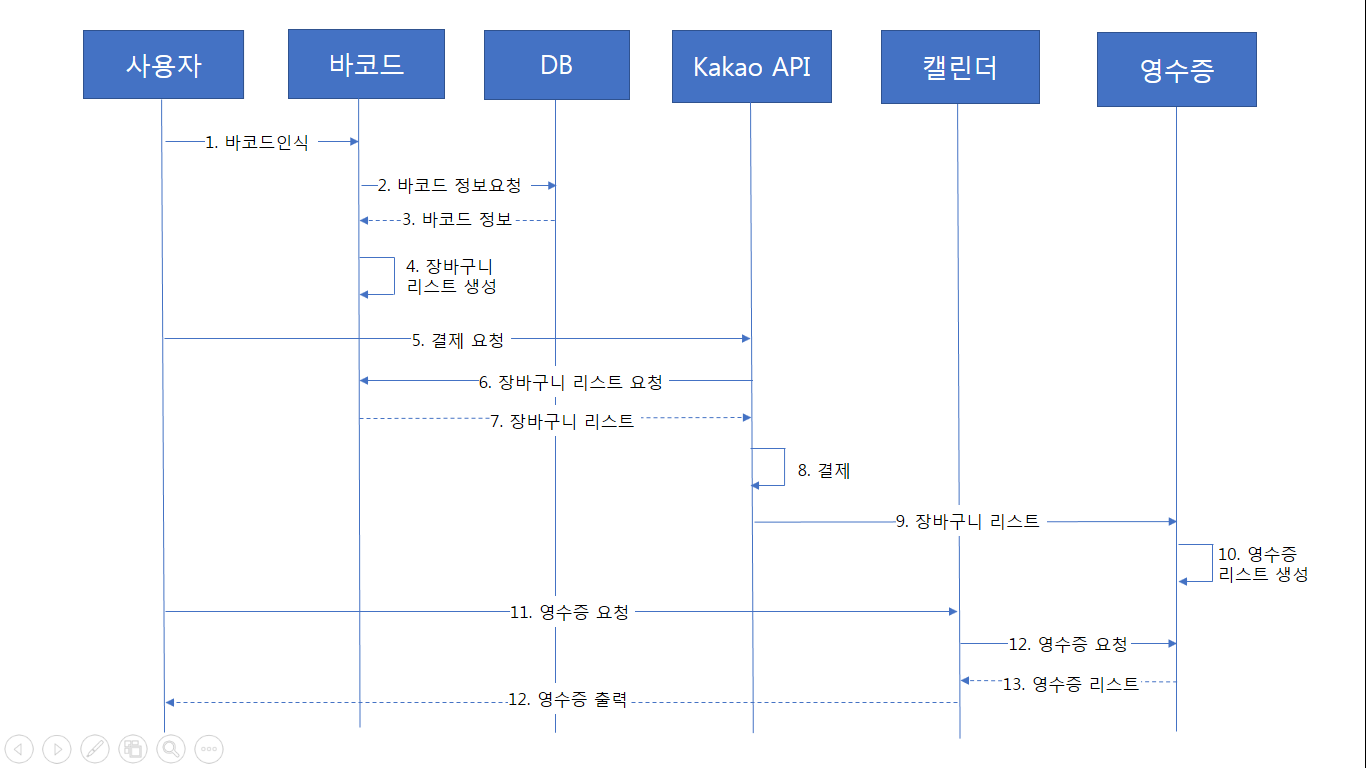 사용자
바코드
DB
Kakao API
캘린더
영수증
1. 바코드인식
2. 바코드 정보요청
3. 바코드 정보
4. 장바구니
리스트 생성
5. 결제 요청
6. 장바구니 리스트 요청
7. 장바구니 리스트
8. 결제
9. 장바구니 리스트
10. 영수증
리스트 생성
11. 영수증 요청
12. 영수증 요청
13. 영수증 리스트
12. 영수증 출력